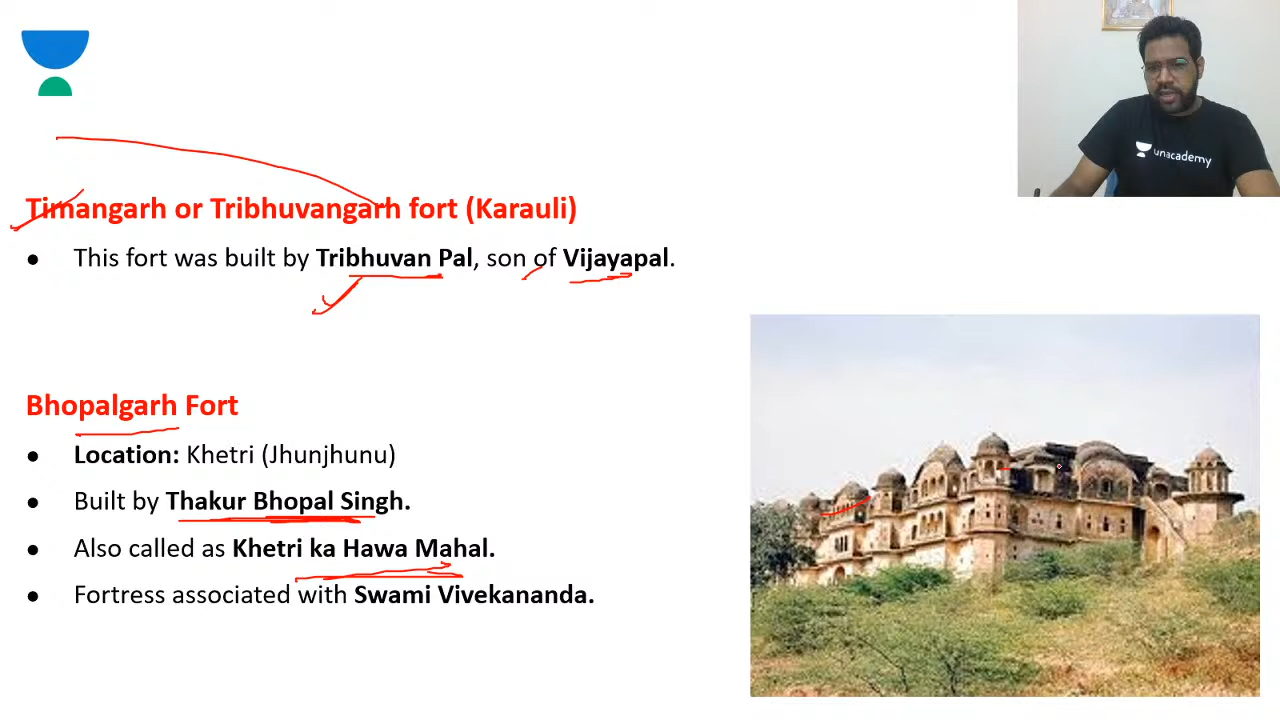 unacademy
Timangarh or Tribhuvangarh fort (Karauli)
● This fort was built by Tribhuvan Pal, son of Vijayapal.
Bhopalgarh Fort
● Location: Khetri (Jhunjhunu)
● Built by Thakur Bhopal Singh.
● Also called as Khetri ka Hawa Mahal.
● Fortress associated with Swami Vivekananda.